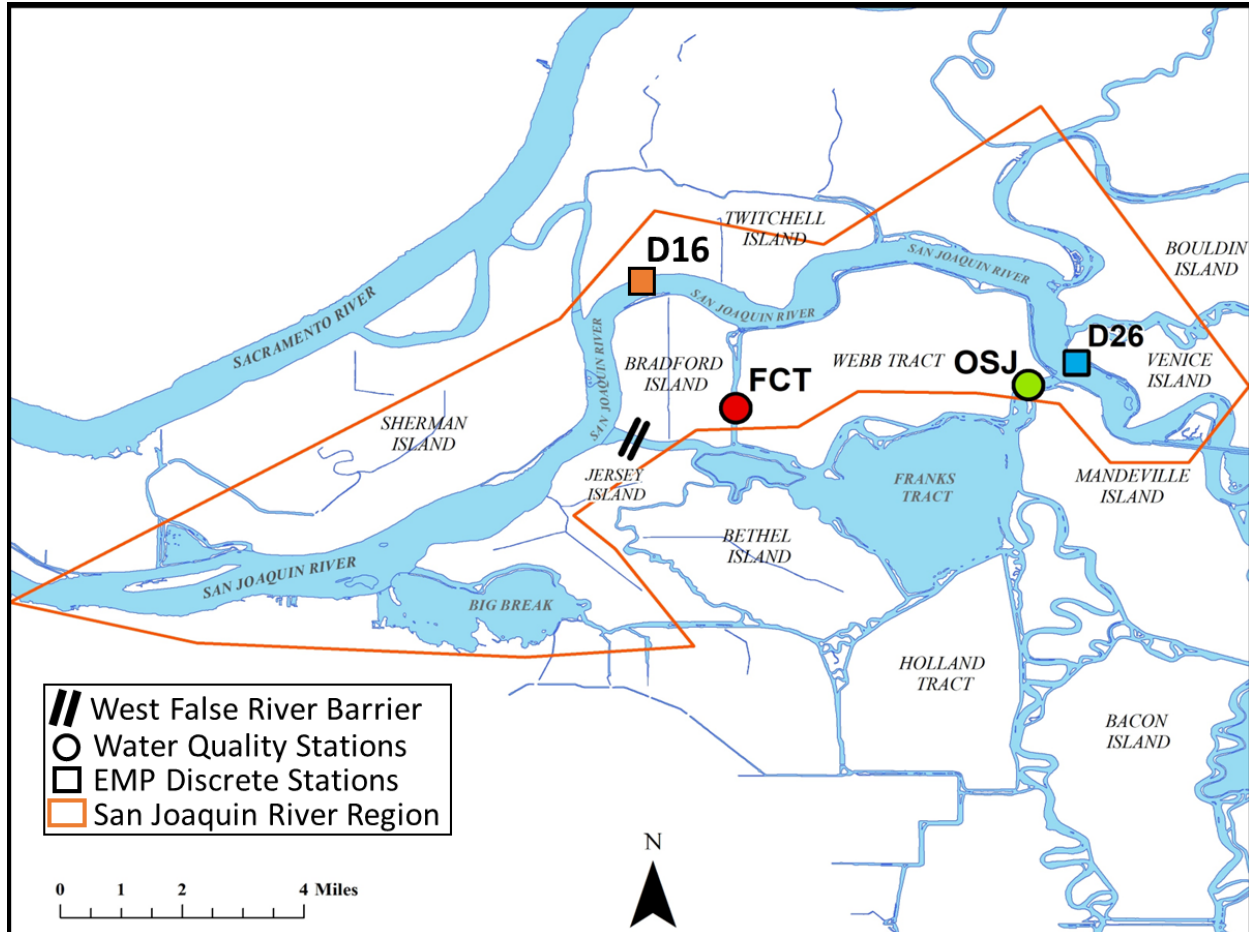 TWITCHELL
ISLAND
BOULDIN
ISLAND
D16
SAN JOAQUIN RIVER
SAN JOAQUIN RIVER
SACRAMENTO RIVER
SAN JOAQUIN RIVER
BRADFORD
ISLAND
FCT
WEBB TRACT
OSJ
D26
VENICE
ISLAND
SHERMAN
ISLAND
JERSEY
ISLAND
FRANKS
TRACT
MANDEVILLE
ISLAND
BETHEL
ISLAND
SAN JOAQUIN RIVER
BIG BREAK
HOLLAND
TRACT
BACON
ISLAND
West False River Barrier
Water Quality Stations
EMP Discrete Stations
San Joaquin River Region
N
0 1 2 4 Miles